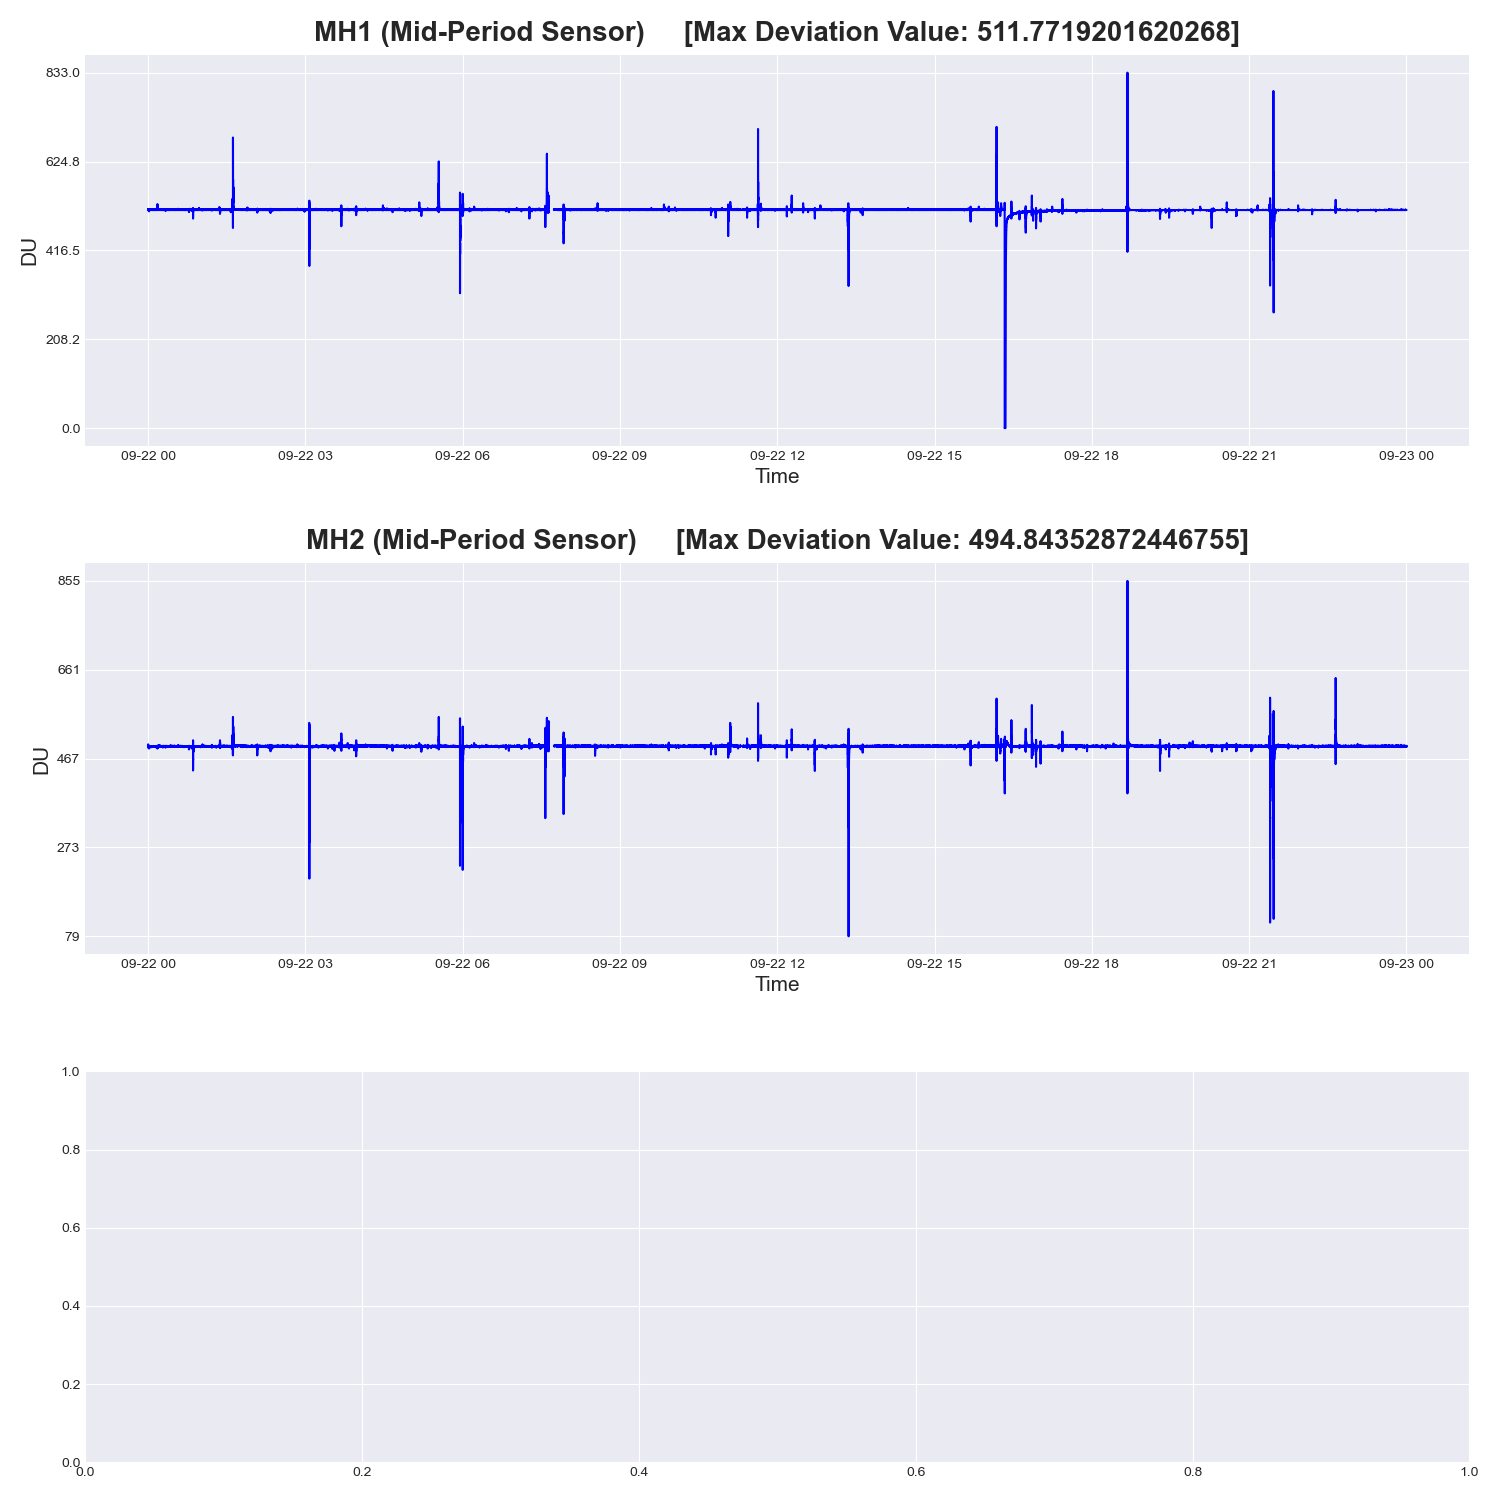 MH1 (Mid-Period Sensor) [Max Deviation Value: 511.7719201620268]
833.0
624.8
416.5
208.2
0.0
DU
09-22 00 09-22 03 09-22 06 09-22 09 09-22 12 09-22 15 09-22 18 09-22 21 09-23 00
Time
MH2 (Mid-Period Sensor) [Max Deviation Value: 494.84352872446755]
855
661
467
273
79
DU
09-22 00 09-22 03 09-22 06 09-22 09 09-22 12 09-22 15 09-22 18 09-22 21 09-23 00
Time
1.0
0.8
0.6
0.4
0.2
0.0
0.0 0.2 0.4 0.6 0.8 1.0